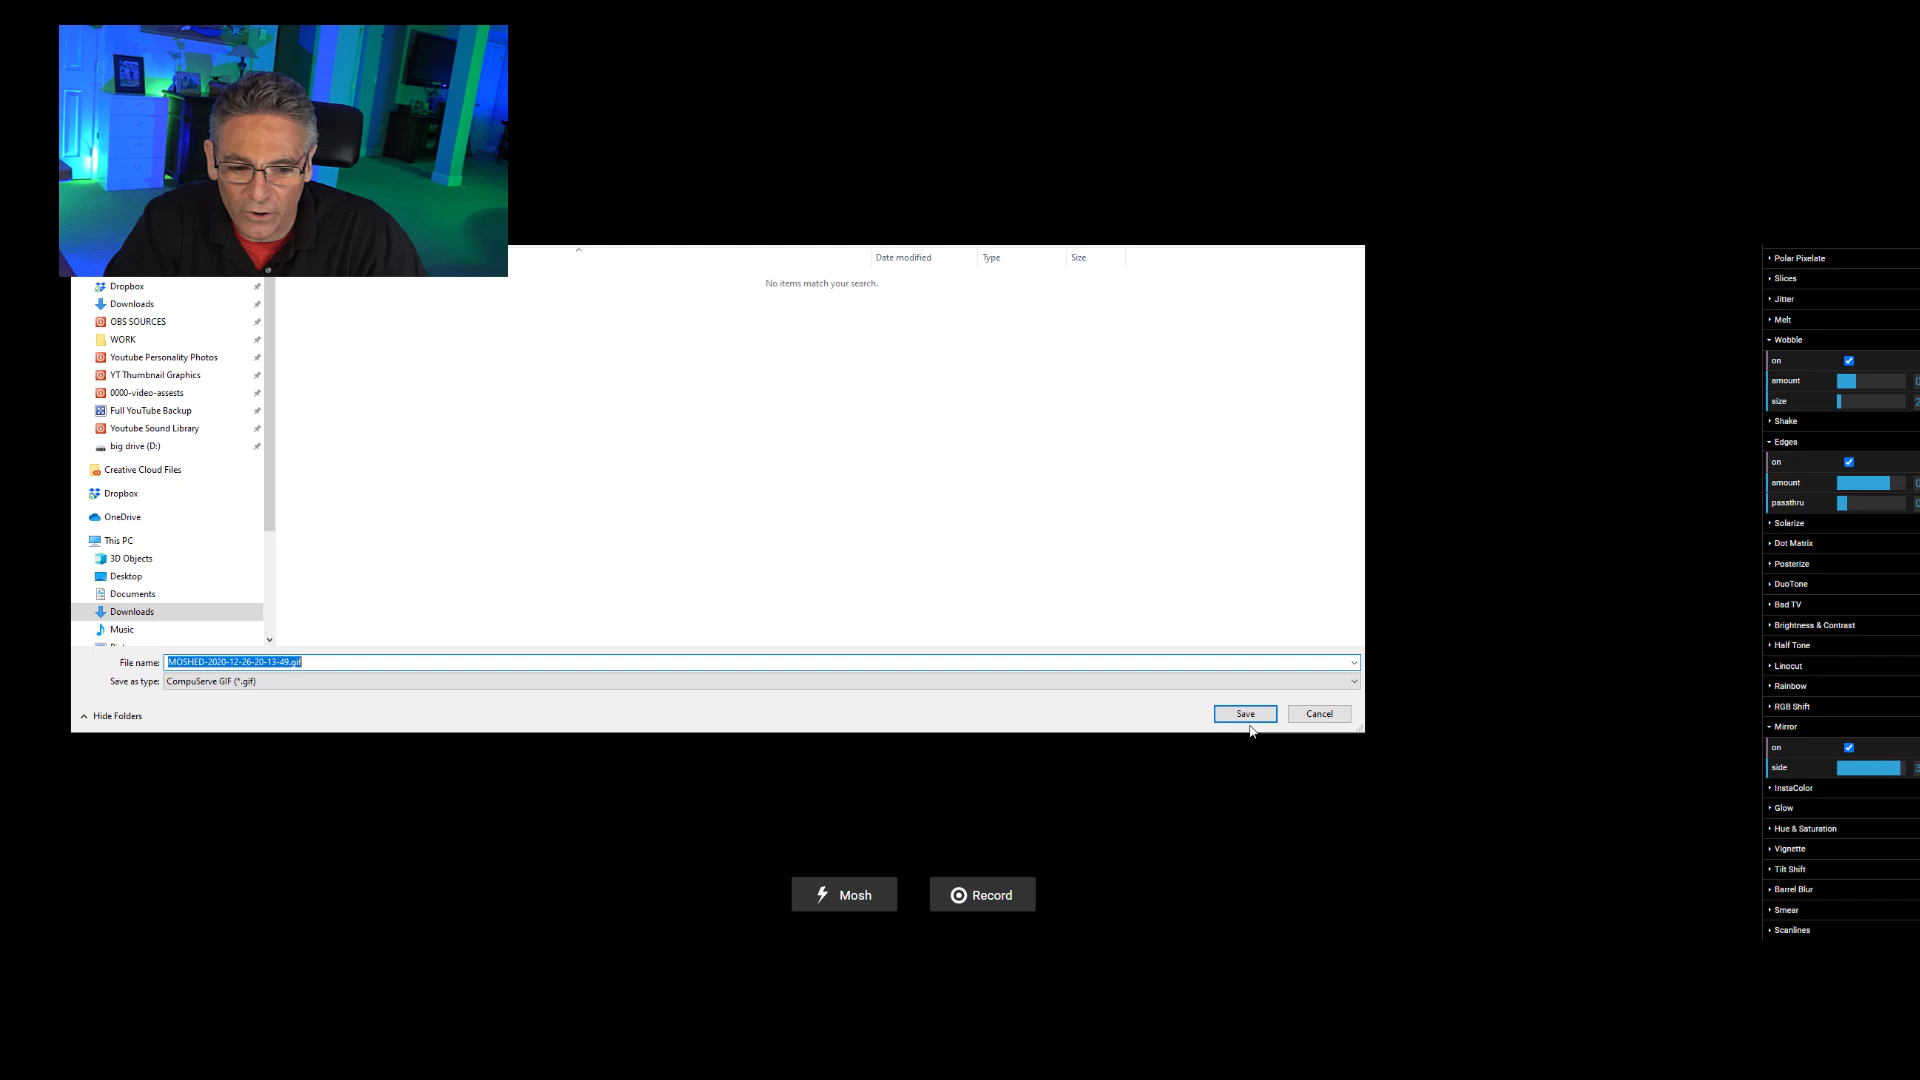 Date modified Type Size
No items match your search.
Dropbox
Downloads
OBS SOURCES
WORK
Youtube Personality Photos
YT Thumbnail Graphics
0000-video-assests
Full YouTube Backup
Youtube Sound Library
big drive (D:)
Creative Cloud Files
Dropbox
OneDrive
This PC
3D Objects
Desktop
Documents
Downloads
Music
File name: MOSHED-2020-12-26-20-13-49.gif
Save as type: CompuServe GIF (*.gif)
Hide Folders
Save Cancel
Mosh Record
Polar Pixelate
Slices
Jitter
Melt
Wobble
on
amount
size
Shake
Edges
on
amount
passthru
Solarize
Dot Matrix
Posterize
DuoTone
Bad TV
Brightness & Contrast
Half Tone
Linocut
Rainbow
RGB Shift
Mirror
on
side
InstaColor
Glow
Hue & Saturation
Vignette
Tilt Shift
Barrel Blur
Smear
Scanlines